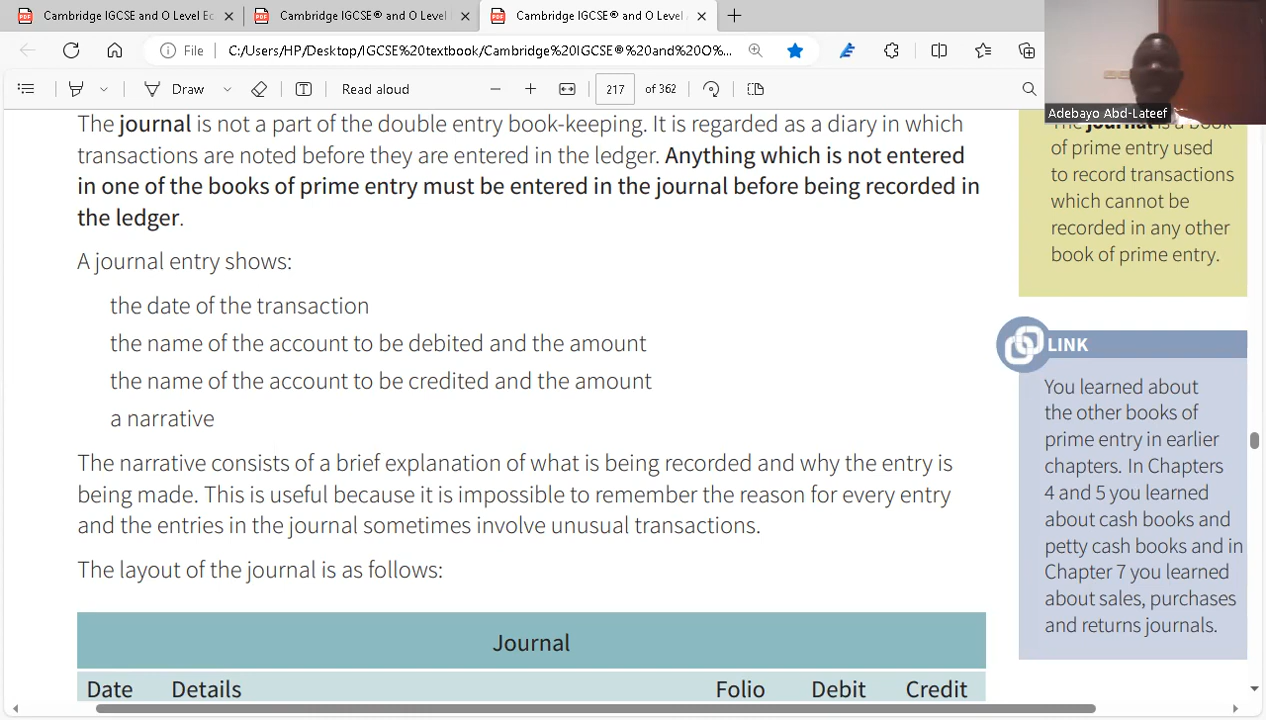 Cambridge IGCSE® and O Level Ec
Cambridge IGCSE® and O Level
Cambridge IGCSE® and O Level
File
C:/Users/HP/Desktop/IGCSE%20textbook/Cambridge%20IGCSE®%20and%20O%...
Draw
Read aloud
217
of 362
Adebayo Abd-Lateef
The journal is not a part of the double entry book-keeping. It is regarded as a diary in which
transactions are noted before they are entered in the ledger. Anything which is not entered
in one of the books of prime entry must be entered in the journal before being recorded in
the ledger.
A journal entry shows:
the date of the transaction
the name of the account to be debited and the amount
the name of the account to be credited and the amount
a narrative
The narrative consists of a brief explanation of what is being recorded and why the entry is
being made. This is useful because it is impossible to remember the reason for every entry
and the entries in the journal sometimes involve unusual transactions.
The layout of the journal is as follows:
Journal
Date Details Folio Debit Credit
The journal is a book
of prime entry used
to record transactions
which cannot be
recorded in any other
book of prime entry.
LINK
You learned about
the other books of
prime entry in earlier
chapters. In Chapters
4 and 5 you learned
about cash books and
petty cash books and in
Chapter 7 you learned
about sales, purchases
and returns journals.